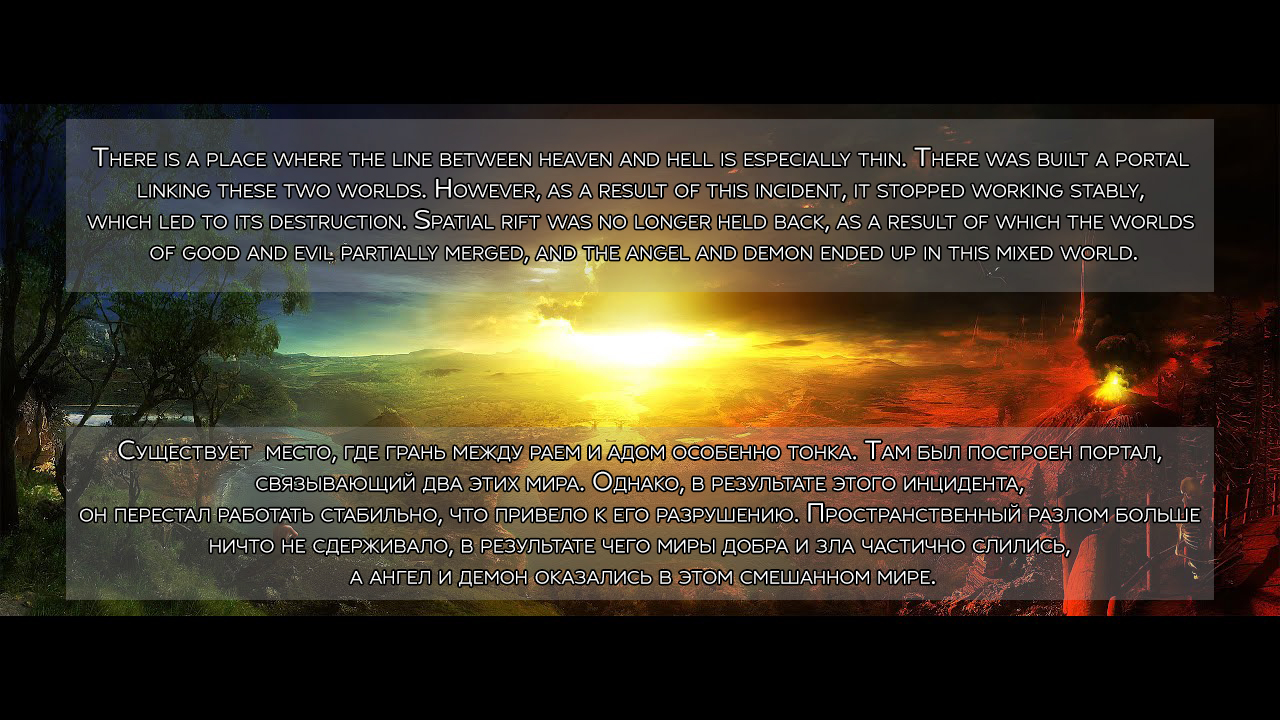 There is a place where the line between heaven and hell is especially thin. There was built a portal
linking these two worlds. However, as a result of this incident, it stopped working stably,
which led to its destruction. Spatial rift was no longer held back, as a result of which the worlds
of good and evil partially merged, and the angel and demon ended up in this mixed world.
Существует место, где грань между раем и адом особенно тонка. Там был построен портал,
связывающий два этих мира. Однако, в результате этого инцидента,
он перестал работать стабильно, что привело к его разрушению. Пространственный разлом больше
ничто не сдерживало, в результате чего миры добра и зла частично слились,
а ангел и демон оказались в этом смешанном мире.